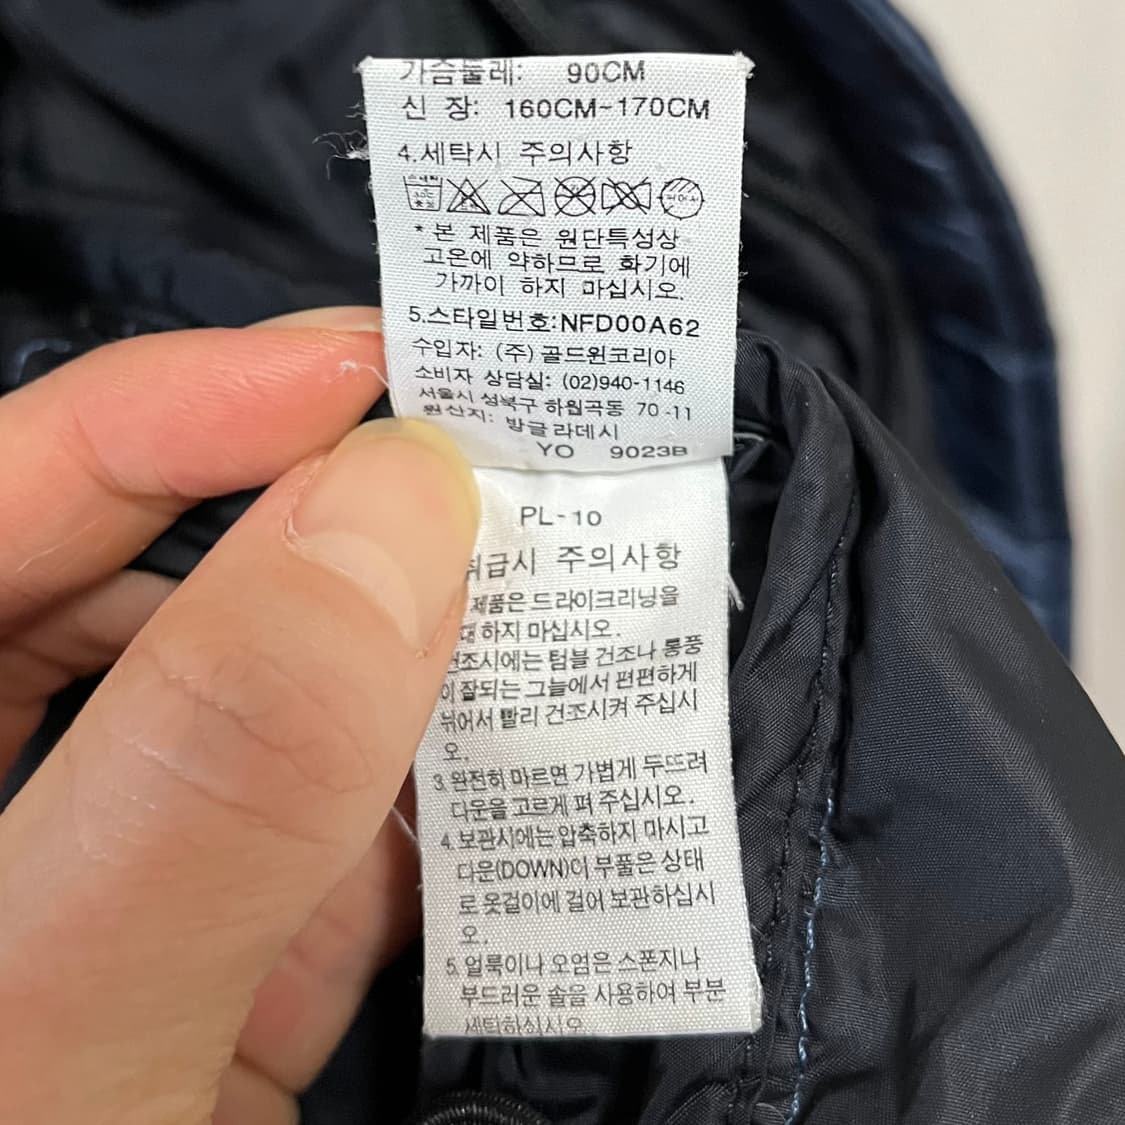 가슴둘레: 90CM
신 장: 160CM~170CM
4.세탁시 주의사항
* 본 제품은 원단특성상
고온에 약하므로 화기에
가까이 하지 마십시오.
5.스타일번호:NFD00A62
수입자: (주)골드윈코리아
소비자 상담실: (02)940-1146
서울시 성북구 하월곡동 70-11
원산지: 방글라데시
YO 9023B
PL-10
취급시 주의사항
제품은 드라이크리닝을
대 하지 마십시오.
건조시에는 텀블 건조나 통풍
이 잘되는 그늘에서 편편하게
뉘어서 빨리 건조시켜 주십시
오.
3.완전히 마르면 가볍게 두뜨려
다운을 고르게 펴 주십시오.
4.보관시에는 압축하지 마시고
다운(DOWN)이 부풀은 상태
로 옷걸이에 걸어 보관하십시
오.
5.얼룩이나 오염은 스폰지나
부드러운 솔을 사용하여 부분
세탁하십시오.